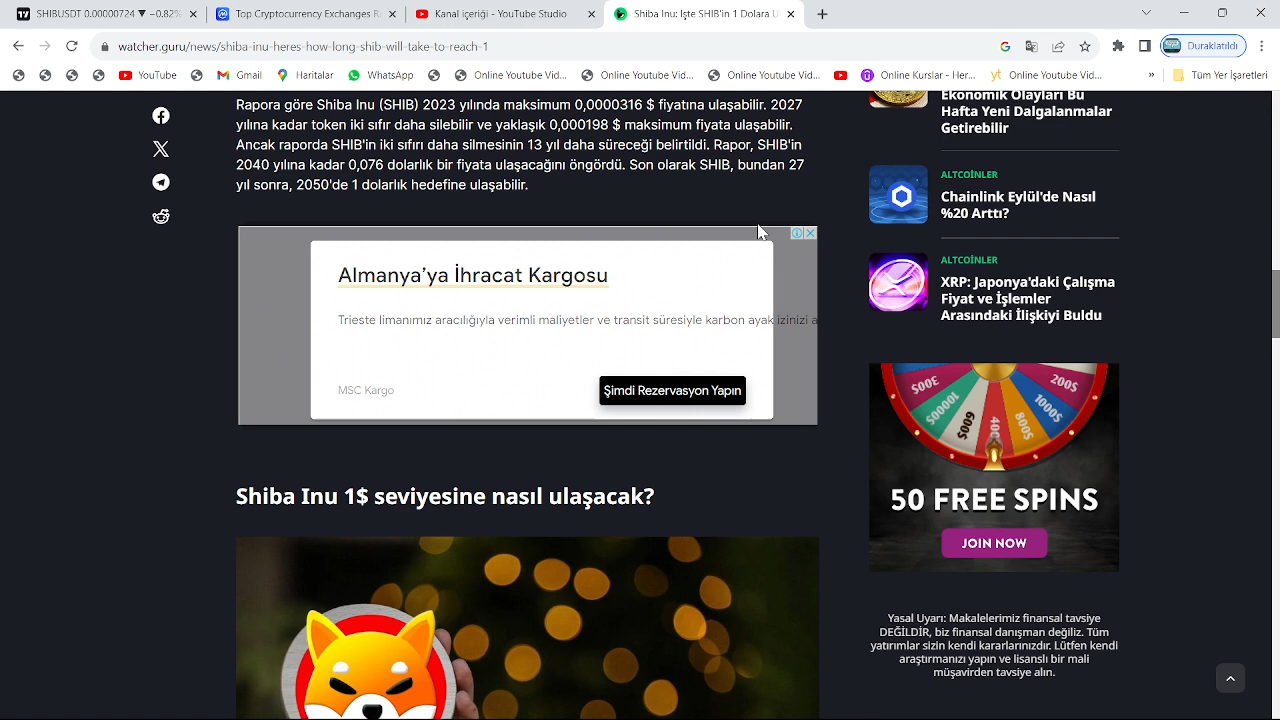 SHIBUSDT 0.00000724 ▼ −0.82%
Top Cryptocurrency Exchanges Ra
Kanal içeriği - YouTube Studio
Shiba Inu: İşte SHIB'in 1 Dolara U
watcher.guru/news/shiba-inu-heres-how-long-shib-will-take-to-reach-1
Duraklatıldı
YouTube
Gmail
Haritalar
WhatsApp
Online Youtube Vid...
Online Youtube Vid...
Online Youtube Vid...
Online Kurslar - Her...
yt Online Youtube Vid...
»
Tüm Yer İşaretleri
Rapora göre Shiba Inu (SHIB) 2023 yılında maksimum 0,0000316 $ fiyatına ulaşabilir. 2027
yılına kadar token iki sıfır daha silebilir ve yaklaşık 0,000198 $ maksimum fiyata ulaşabilir.
Ancak raporda SHIB'in iki sıfırı daha silmesinin 13 yıl daha süreceği belirtildi. Rapor, SHIB'in
2040 yılına kadar 0,076 dolarlık bir fiyata ulaşacağını öngördü. Son olarak SHIB, bundan 27
yıl sonra, 2050'de 1 dolarlık hedefine ulaşabilir.
Almanya'ya İhracat Kargosu
Trieste limanımız aracılığıyla verimli maliyetler ve transit süresiyle karbon ayak izinizi a
MSC Kargo
Şimdi Rezervasyon Yapın
Shiba Inu 1$ seviyesine nasıl ulaşacak?
Ekonomik Olayları Bu
Hafta Yeni Dalgalanmalar
Getirebilir
ALTCOİNLER
Chainlink Eylül'de Nasıl
%20 Arttı?
ALTCOİNLER
XRP: Japonya'daki Çalışma
Fiyat ve İşlemler
Arasındaki İlişkiyi Buldu
300$
10000$
600$
400
800$
1000$
200$
50 FREE SPINS
JOIN NOW
Yasal Uyarı: Makalelerimiz finansal tavsiye
DEĞİLDİR, biz finansal danışman değiliz. Tüm
yatırımlar sizin kendi kararlarınızdır. Lütfen kendi
araştırmanızı yapın ve lisanslı bir mali
müşavirden tavsiye alın.